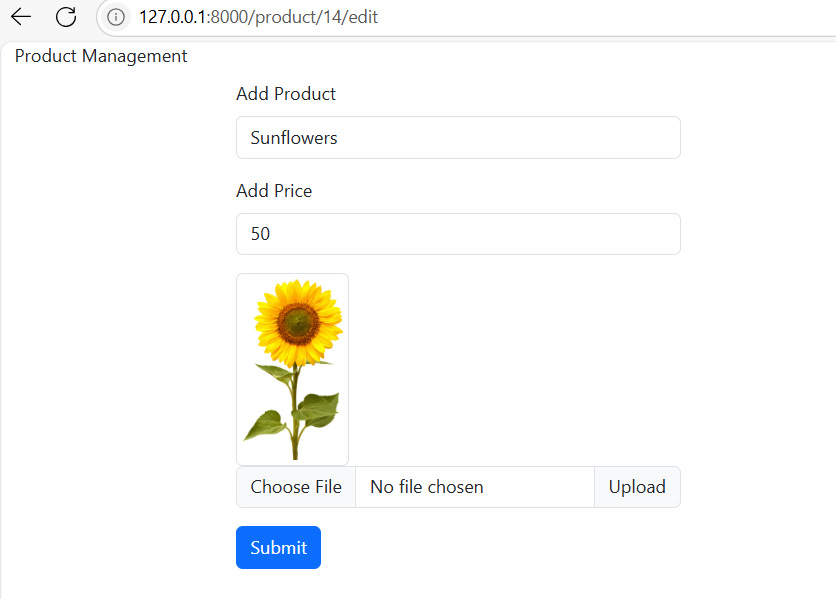 127.0.0.1:8000/product/14/edit
Product Management
Add Product
Sunflowers
Add Price
50
Choose File No file chosen Upload
Submit